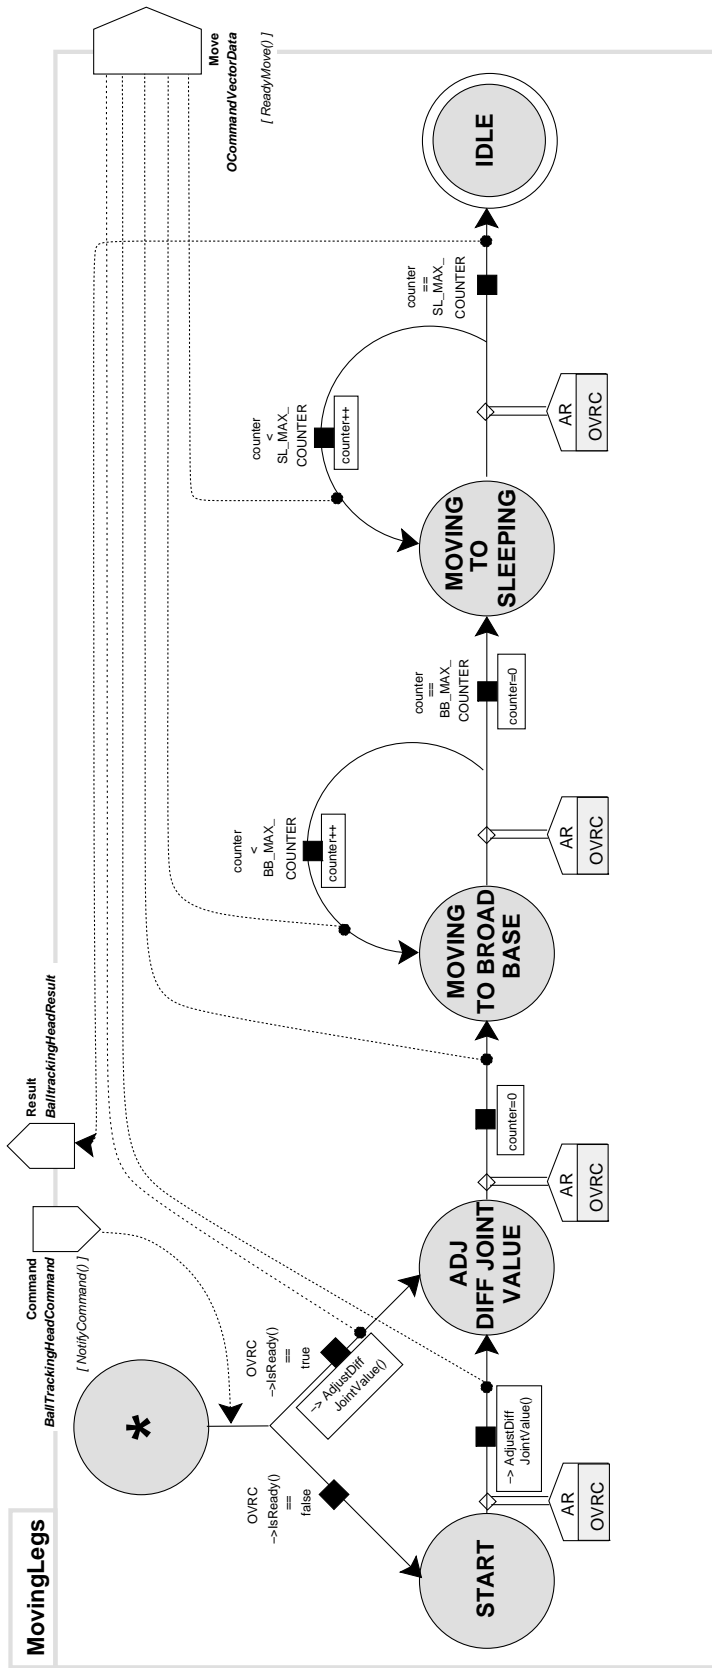 MovingLegs
*
Command
BallTrackingHeadCommand
[ NotifyCommand() ]
Result
BalltrackingHeadResult
Move
OCommandVectorData
[ ReadyMove() ]
OVRC
->IsReady()
==
false
OVRC
->IsReady()
==
true
-> AdjustDiff
JointValue()
START
AR
OVRC
-> AdjustDiff
JointValue()
ADJ
DIFF JOINT
VALUE
AR
OVRC
counter=0
MOVING
TO BROAD
BASE
counter
<
BB_MAX_
COUNTER
counter++
AR
OVRC
counter
==
BB_MAX_
COUNTER
counter=0
MOVING
TO
SLEEPING
counter
<
SL_MAX_
COUNTER
counter++
AR
OVRC
counter
==
SL_MAX_
COUNTER
IDLE